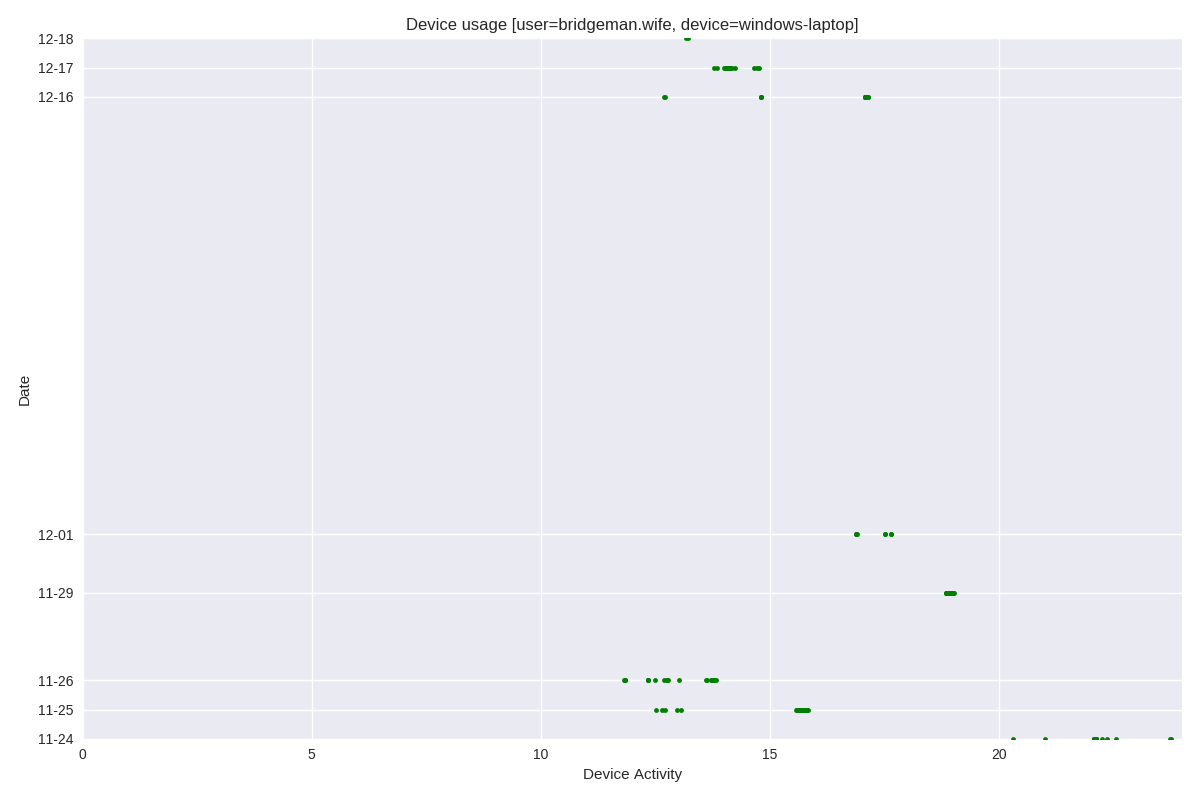 Device usage [user=bridgeman.wife, device=windows-laptop]
12-18
12-17
12-16
12-01
11-29
11-26
11-25
11-24
Date
0 5 10 15 20
Device Activity